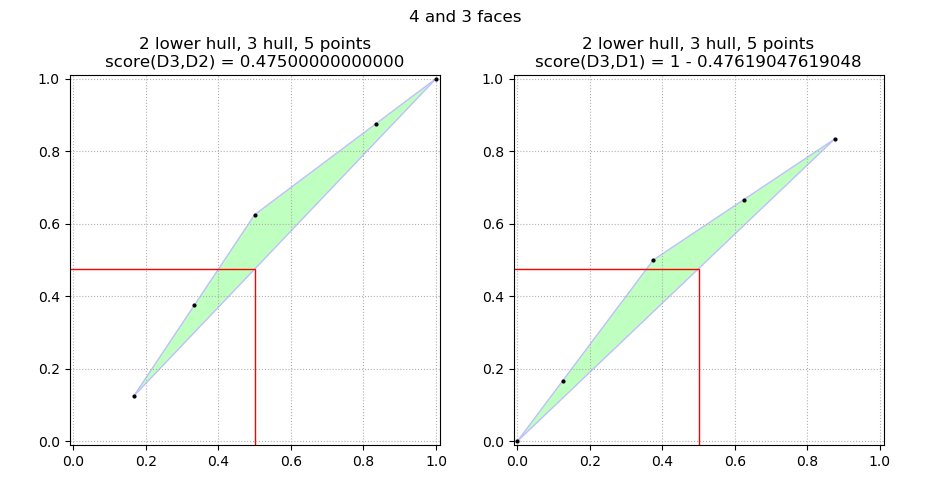 4 and 3 faces
2 lower hull, 3 hull, 5 points
score(D3,D2) = 0.47500000000000
1.0
0.8
0.6
0.4
0.2
0.0
0.0 0.2 0.4 0.6 0.8 1.0
2 lower hull, 3 hull, 5 points
score(D3,D1) = 1 - 0.47619047619048
1.0
0.8
0.6
0.4
0.2
0.0
0.0 0.2 0.4 0.6 0.8 1.0